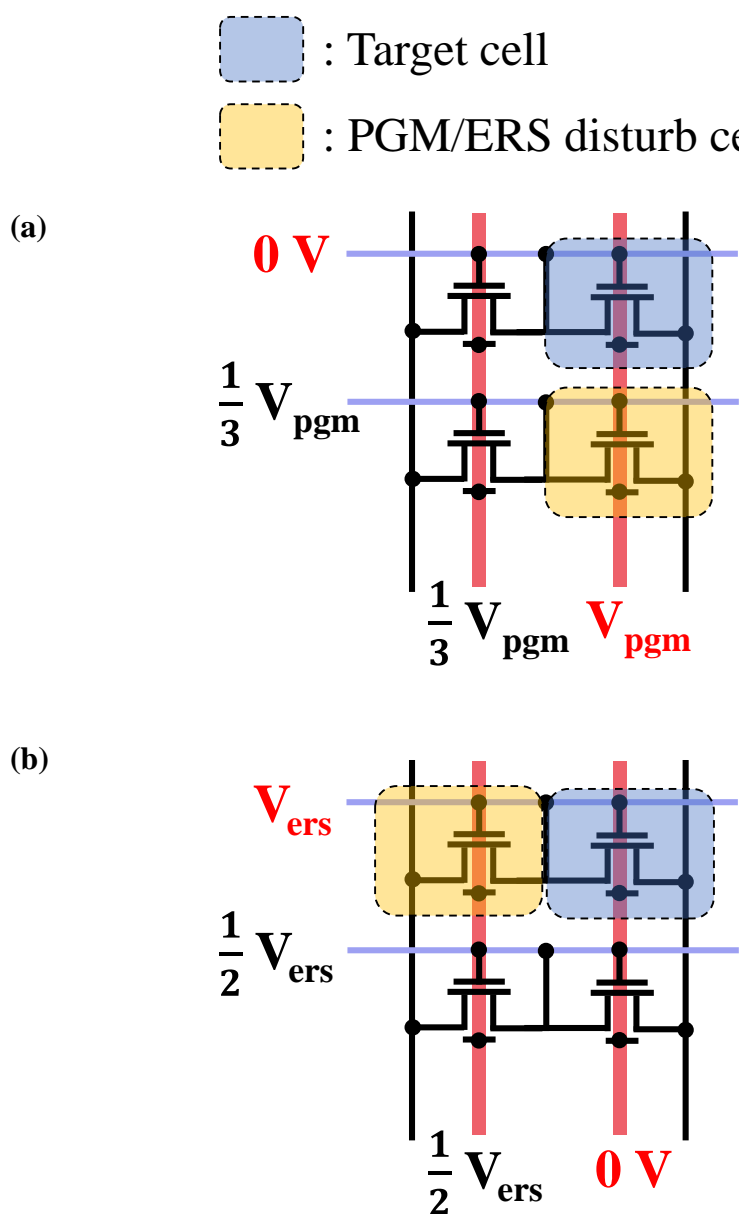 : Target cell
: PGM/ERS disturb ce
(a)
0 V
1/3 Vpgm
1/3 Vpgm
Vpgm
(b)
Vers
1/2 Vers
1/2 Vers
0 V